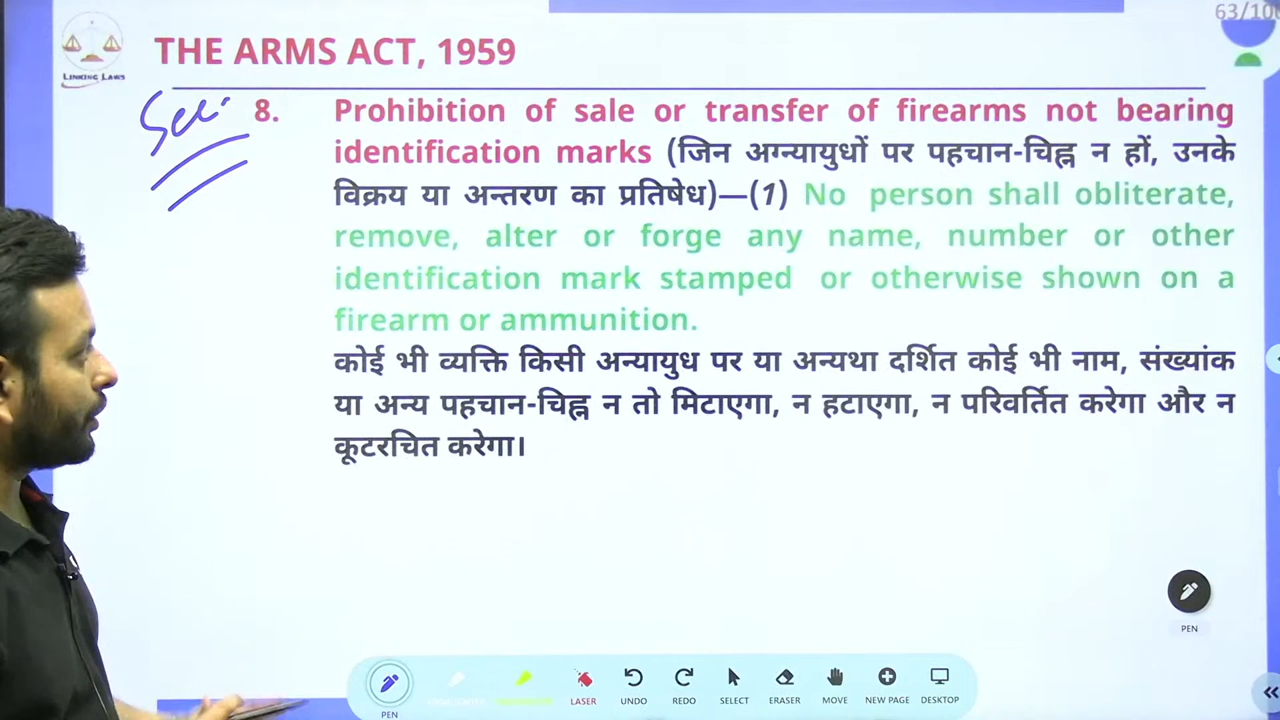 63/100
LINKING LAWS
THE ARMS ACT, 1959
Sec.
8. Prohibition of sale or transfer of firearms not bearing
identification marks (जिन अग्न्यायुधों पर पहचान-चिह्न न हों, उनके
विक्रय या अन्तरण का प्रतिषेध)—(1) No person shall obliterate,
remove, alter or forge any name, number or other
identification mark stamped or otherwise shown on a
firearm or ammunition.
कोई भी व्यक्ति किसी अन्यायुध पर या अन्यथा दर्शित कोई भी नाम, संख्यांक
या अन्य पहचान-चिह्न न तो मिटाएगा, न हटाएगा, न परिवर्तित करेगा और न
कूटरचित करेगा।
PEN
PEN
LASER
UNDO
REDO
SELECT
ERASER
MOVE
NEW PAGE
DESKTOP